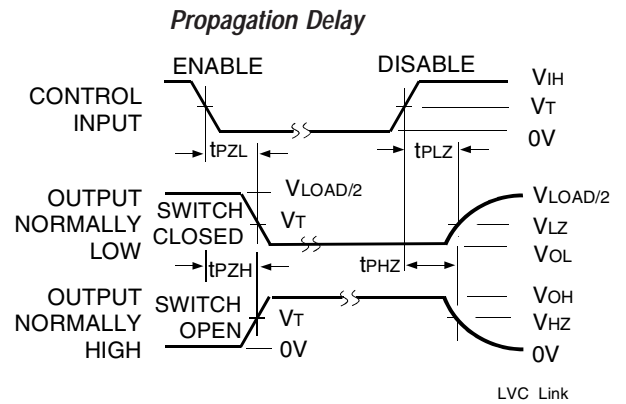 Propagation Delay
ENABLE
DISABLE
CONTROL
INPUT
VIH
VT
0V
tPZL
tPLZ
VLOAD/2
VLOAD/2
OUTPUT
NORMALLY
LOW
SWITCH
CLOSED
VT
VLZ
VOL
tPZH
tPHZ
OUTPUT
NORMALLY
HIGH
SWITCH
OPEN
VT
0V
VOH
VHZ
0V
LVC Link